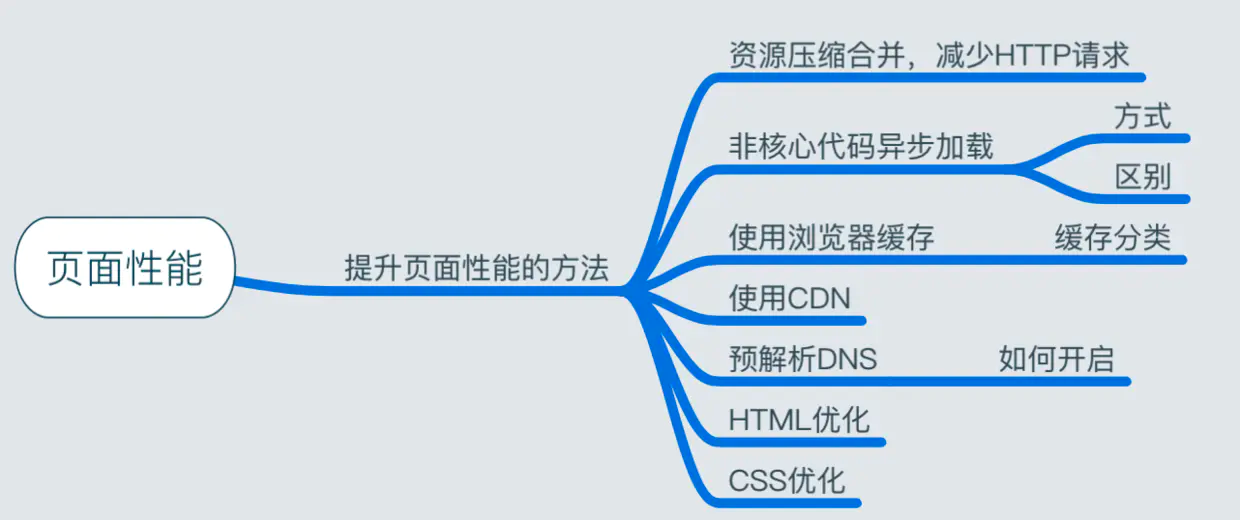 页面性能
提升页面性能的方法
资源压缩合并，减少HTTP请求
非核心代码异步加载
方式
区别
使用浏览器缓存
缓存分类
使用CDN
预解析DNS
如何开启
HTML优化
CSS优化